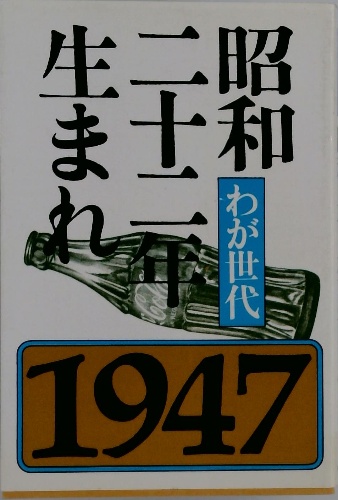 昭和
二十二年
生まれ
わが世代
1947